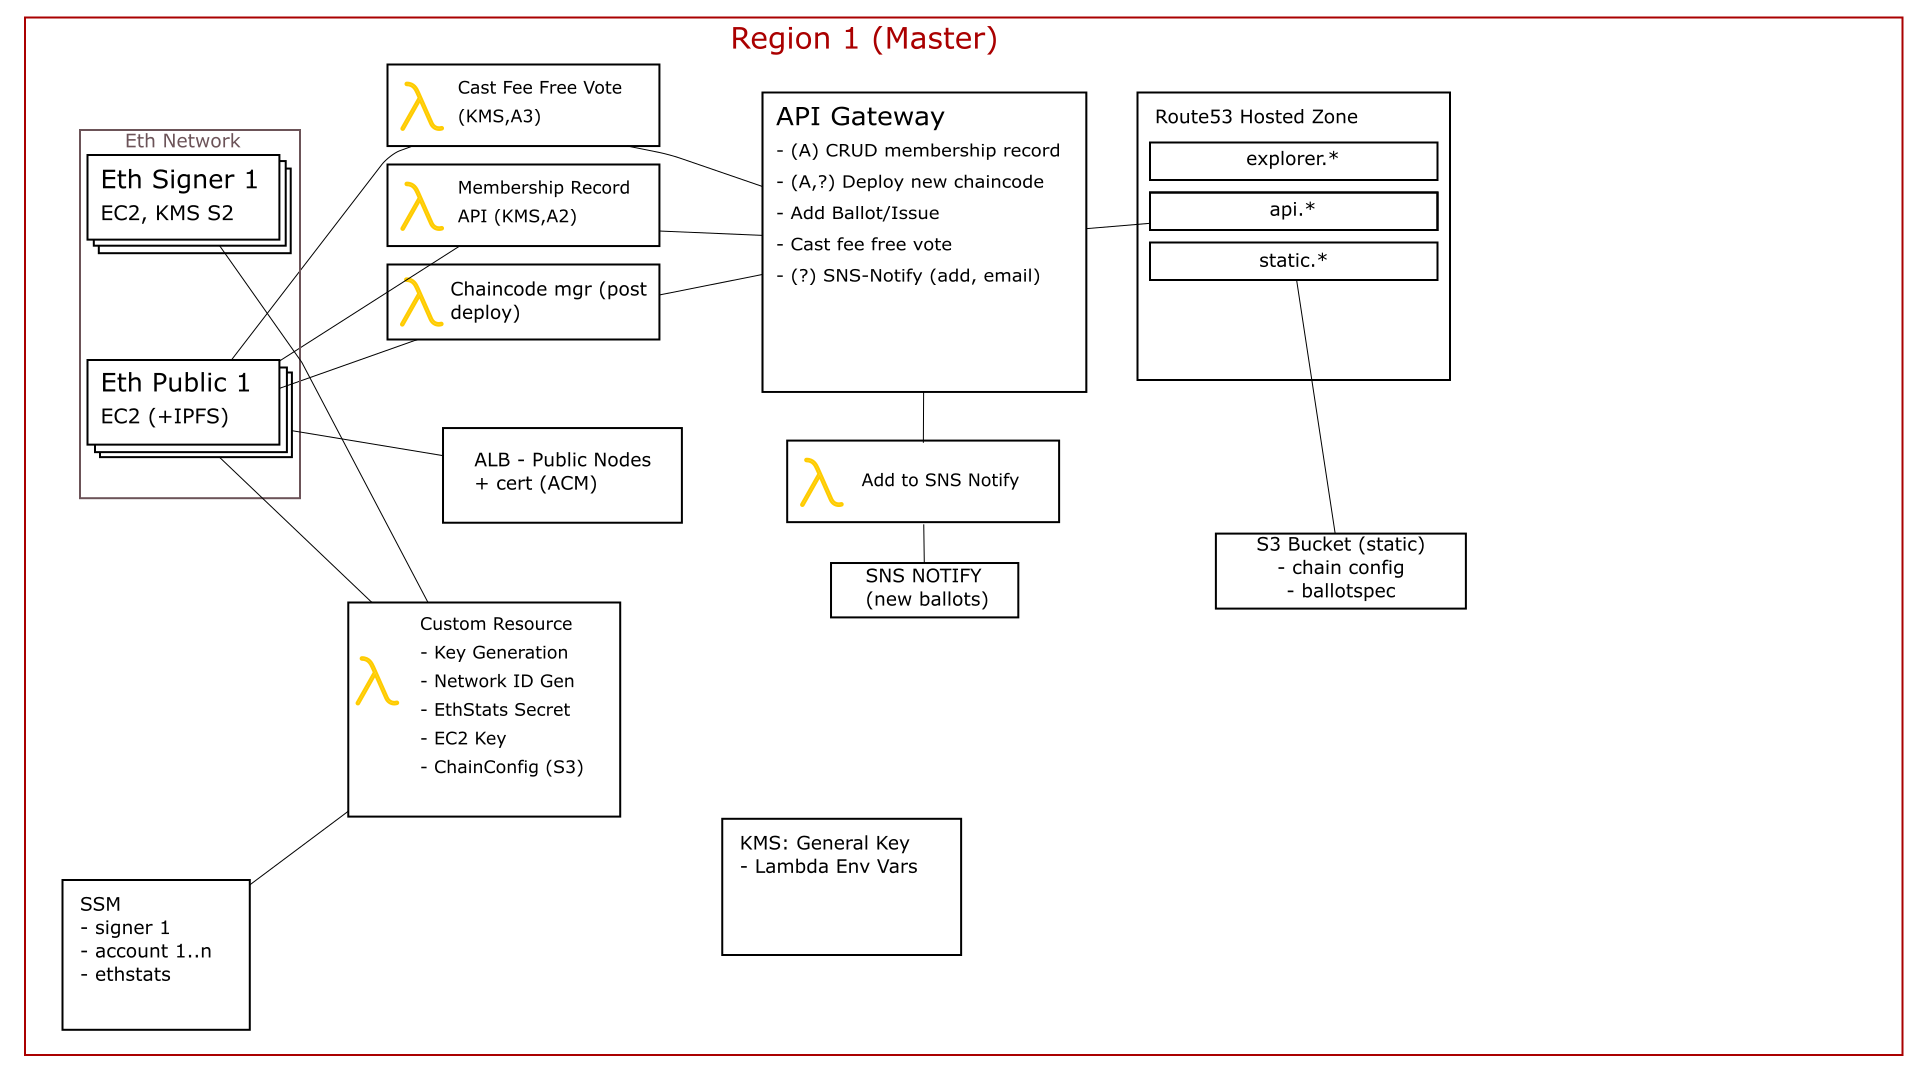 Region 1 (Master)
Eth Network
Eth Signer 1
EC2, KMS S2
Eth Public 1
EC2 (+IPFS)
Cast Fee Free Vote
(KMS,A3)
Membership Record
API (KMS,A2)
Chaincode mgr (post
deploy)
API Gateway
- (A) CRUD membership record
- (A,?) Deploy new chaincode
- Add Ballot/Issue
- Cast fee free vote
- (?) SNS-Notify (add, email)
Route53 Hosted Zone
explorer.*
api.*
static.*
ALB - Public Nodes
+ cert (ACM)
Add to SNS Notify
SNS NOTIFY
(new ballots)
S3 Bucket (static)
- chain config
- ballotspec
Custom Resource
- Key Generation
- Network ID Gen
- EthStats Secret
- EC2 Key
- ChainConfig (S3)
KMS: General Key
- Lambda Env Vars
SSM
- signer 1
- account 1..n
- ethstats